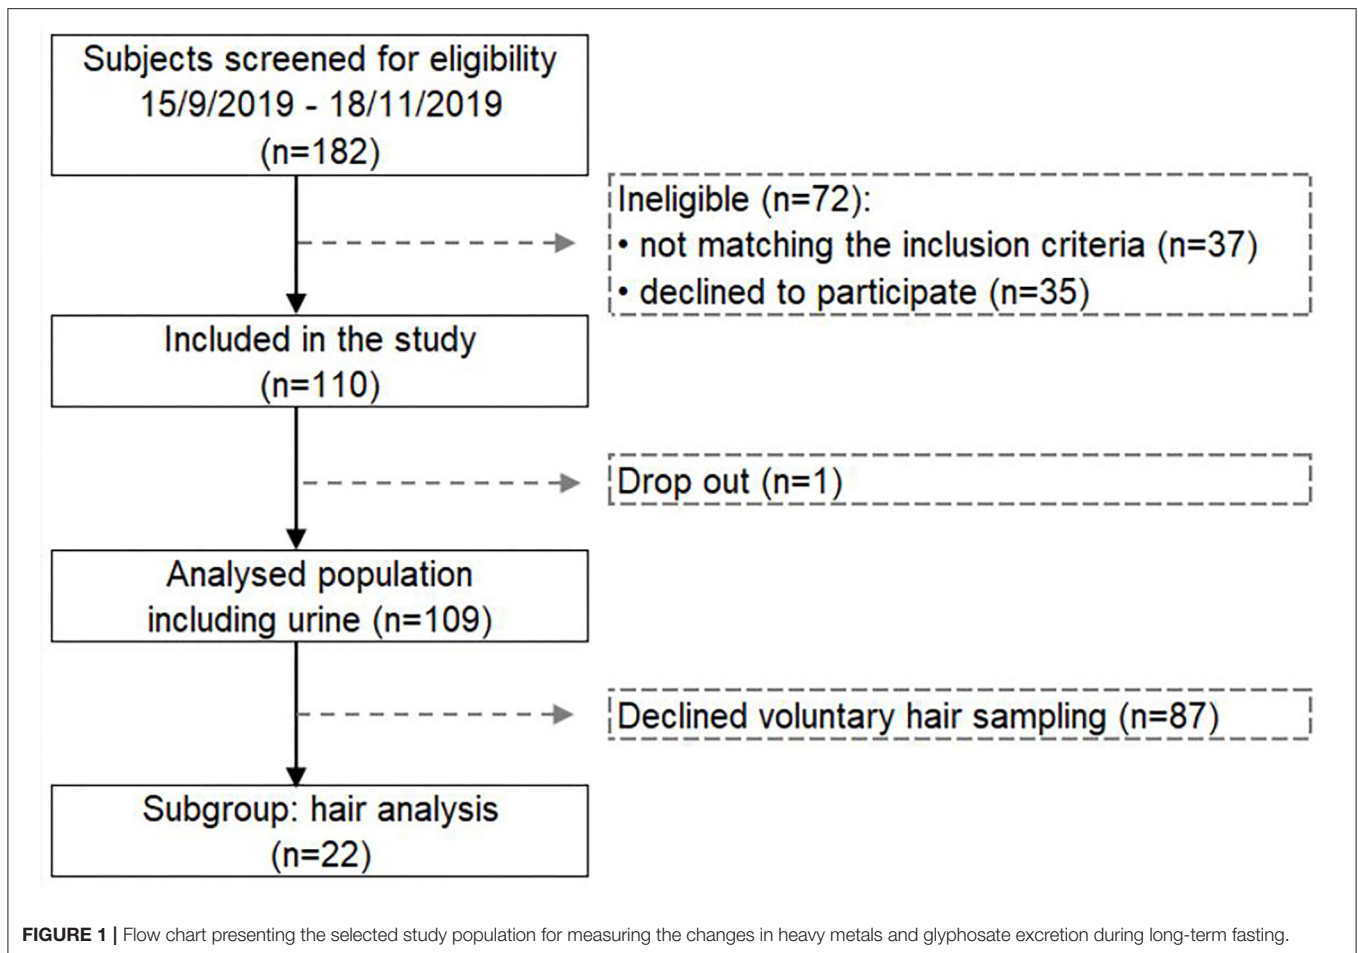 Subjects screened for eligibility
15/9/2019 - 18/11/2019
(n=182)
Ineligible (n=72):
• not matching the inclusion criteria (n=37)
• declined to participate (n=35)
Included in the study
(n=110)
Drop out (n=1)
Analysed population
including urine (n=109)
Declined voluntary hair sampling (n=87)
Subgroup: hair analysis
(n=22)
FIGURE 1 | Flow chart presenting the selected study population for measuring the changes in heavy metals and glyphosate excretion during long-term fasting.